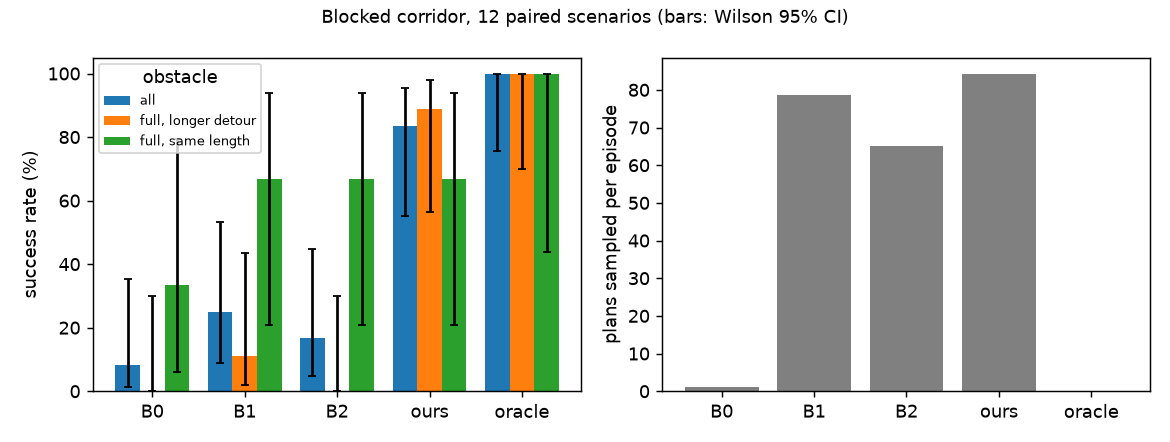 Blocked corridor, 12 paired scenarios (bars: Wilson 95% CI)
success rate (%)
100
80
60
40
20
0
obstacle
all
full, longer detour
full, same length
B0
B1
B2
ours
oracle
plans sampled per episode
80
70
60
50
40
30
20
10
0
B0
B1
B2
ours
oracle